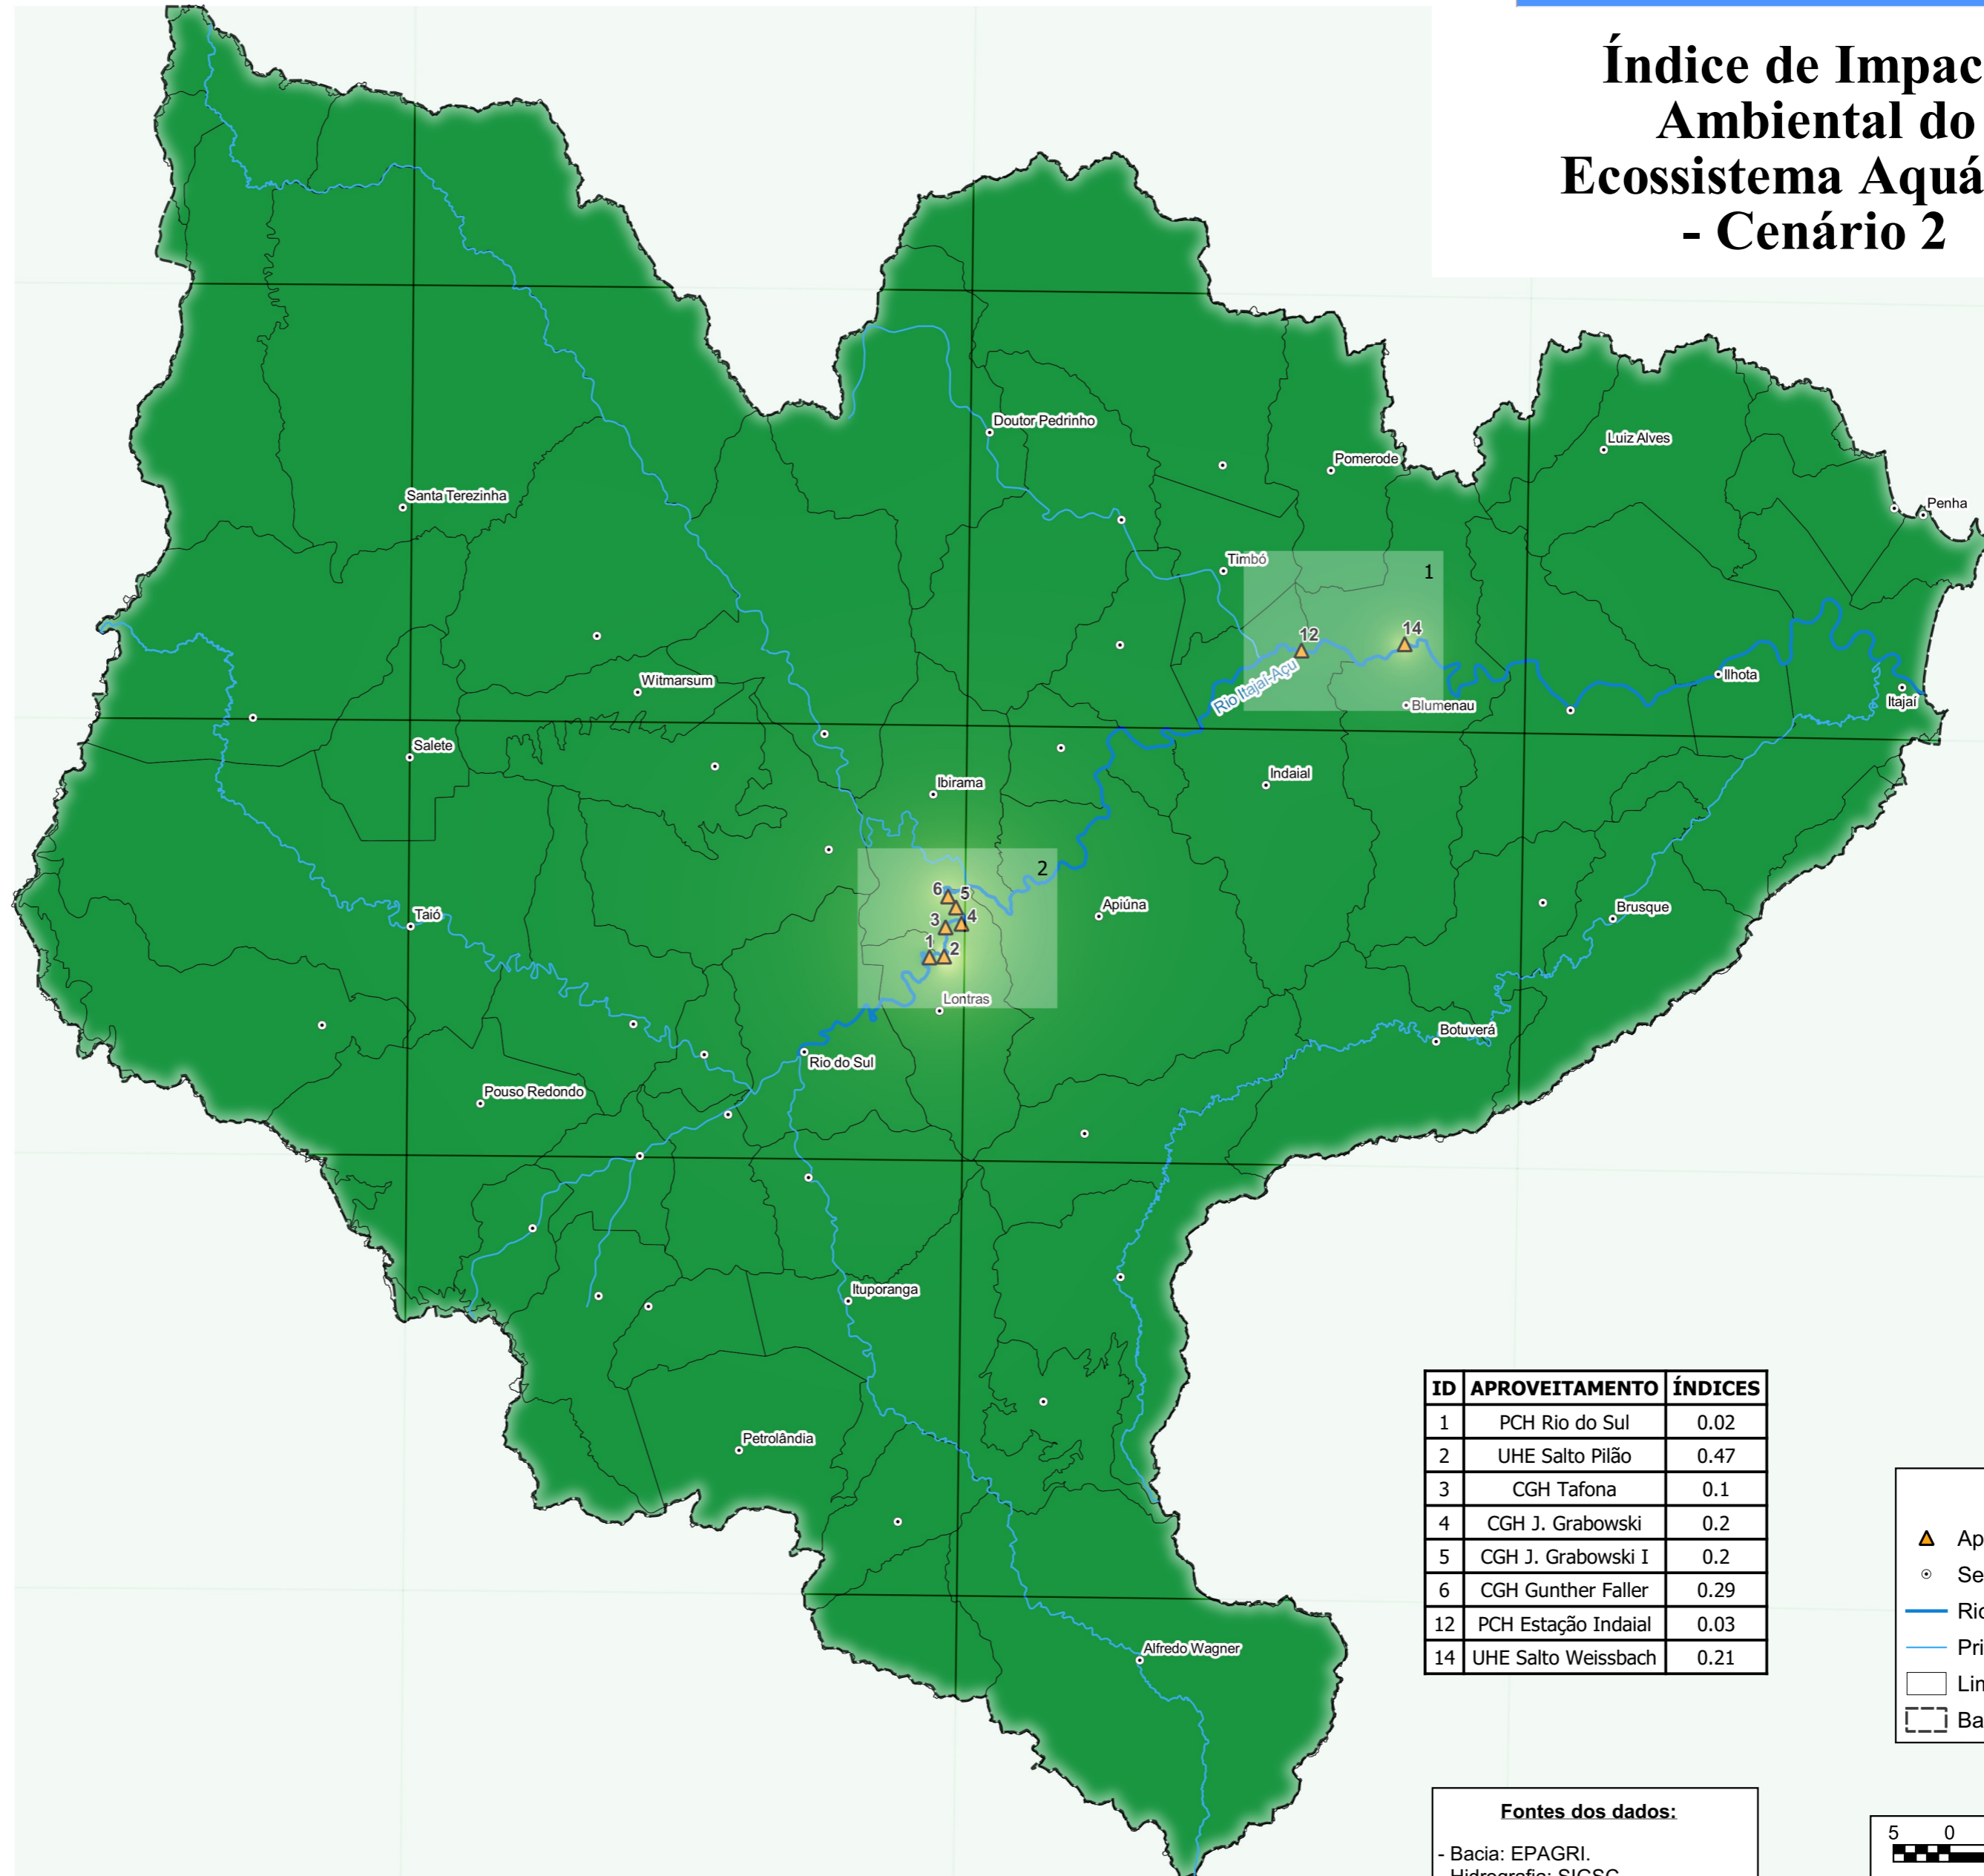 Índice de Impac
Ambiental do
Ecossistema Aquá
- Cenário 2
Doutor Pedrinho
Luiz Alves
Pomerode
Santa Terezinha
Penha
Timbó
1
12
14
Rio Itajaí-Açu
Ilhota
Witmarsum
Itajaí
Blumenau
Salete
Indaial
Ibirama
2
6
5
Apiúna
Brusque
Taió
3
4
1
2
Lontras
Botuverá
Rio do Sul
Pouso Redondo
Ituporanga
Petrolândia
Alfredo Wagner
ID APROVEITAMENTO ÍNDICES
1 PCH Rio do Sul 0.02
2 UHE Salto Pilão 0.47
3 CGH Tafona 0.1
4 CGH J. Grabowski 0.2
5 CGH J. Grabowski I 0.2
6 CGH Gunther Faller 0.29
12 PCH Estação Indaial 0.03
14 UHE Salto Weissbach 0.21
Ap
Se
Rio
Pri
Lin
Ba
Fontes dos dados:
- Bacia: EPAGRI.
Hidrografia: SIGSC
5 0